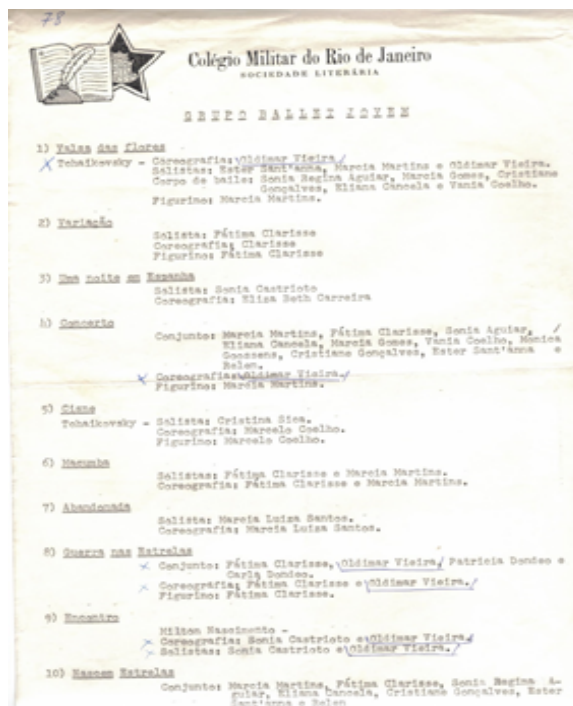 78
Colégio Militar do Rio de Janeiro
SOCIEDADE LITERÁRIA
GRUPO BALLET JOVEM
1) Valsa das flores
Tchaikovsky - Coreografia: Oldimar Vieira
Solistas: Ester Sant'anna, Marcia Martins e Oldimar Vieira.
Corpo de baile: Sonia Regina Aguiar, Marcia Gomes, Cristiane
Gonçalves, Eliana Cancela e Vania Coelho.
Figurino: Marcia Martins.
2) Variação
Solista: Fátima Clarisse
Coreografia: Clarisse
Figurino: Fátima Clarisse
3) Uma noite em Espanha
Solista: Sonia Castrioto
Coreografia: Elisa Beth Carreira
4) Concerto
Conjunto: Marcia Martins, Fátima Clarisse, Sonia Aguiar,
Eliana Cancela, Marcia Gomes, Vania Coelho, Monica
Goossens, Cristiane Gonçalves, Ester Sant'anna e
Belen.
Coreografia: Oldimar Vieira.
Figurino: Marcia Martins.
5) Cisne
Tchaikovsky - Solista: Cristina Sica.
Coreografia: Marcelo Coelho.
Figurino: Marcelo Coelho.
6) Macumba
Solistas: Fátima Clarisse e Marcia Martins.
Coreografia: Fátima Clarisse e Marcia Martins.
7) Abandonada
Solista: Marcia Luiza Santos.
Coreografia: Marcia Luiza Santos.
8) Guerra nas Estrelas
Conjunto: Fátima Clarisse, Oldimar Vieira, Patricia Dondeo e
Carla Dondeo.
Coreografia: Fátima Clarisse e Oldimar Vieira.
Figurino: Fátima Clarisse.
9) Encontro
Milton Nascimento -
Coreografia: Sonia Castrioto e Oldimar Vieira.
Solistas: Sonia Castrioto e Oldimar Vieira.
10) Nascem Estrelas
Conjunto: Marcia Martins, Fátima Clarisse, Sonia Regina A-
guiar, Eliana Cancela, Cristiane Gonçalves, Ester
Sant'anna e Belen